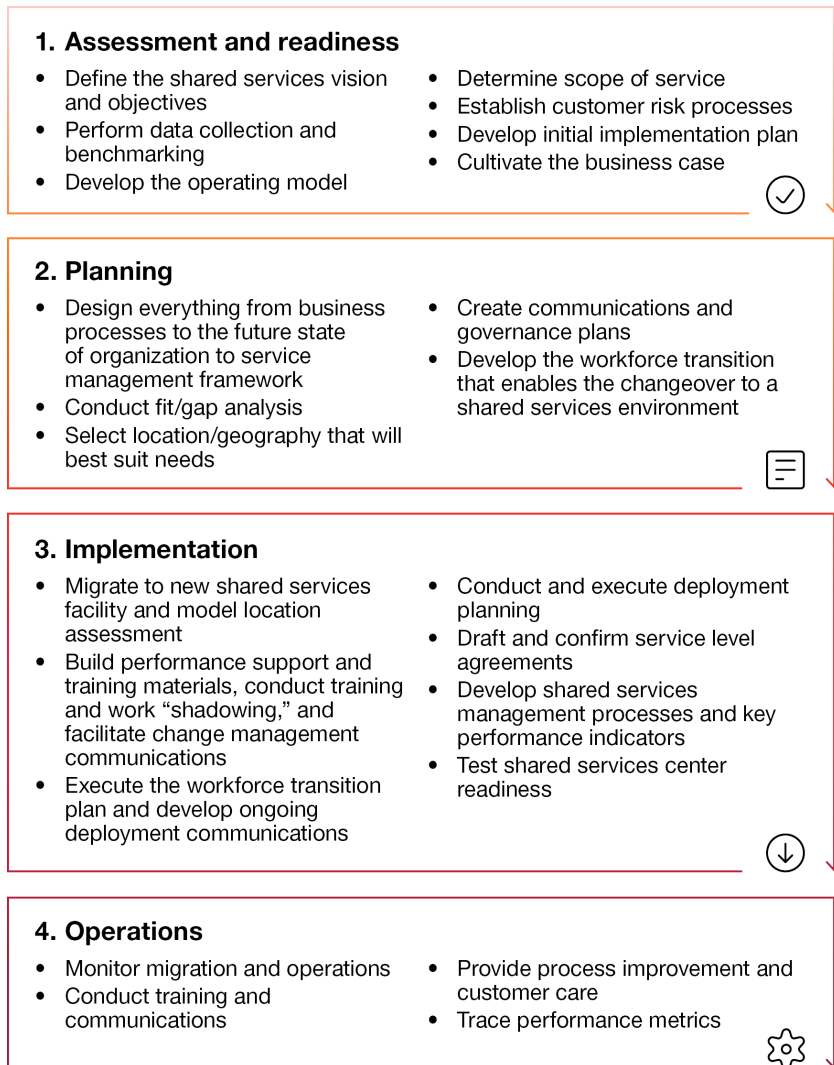 1. Assessment and readiness
• Define the shared services vision
and objectives
• Perform data collection and
benchmarking
• Develop the operating model
• Determine scope of service
• Establish customer risk processes
• Develop initial implementation plan
• Cultivate the business case
2. Planning
• Design everything from business
processes to the future state
of organization to service
management framework
• Conduct fit/gap analysis
• Select location/geography that will
best suit needs
• Create communications and
governance plans
• Develop the workforce transition
that enables the changeover to a
shared services environment
3. Implementation
• Migrate to new shared services
facility and model location
assessment
• Build performance support and
training materials, conduct training
and work “shadowing,” and
facilitate change management
communications
• Execute the workforce transition
plan and develop ongoing
deployment communications
• Conduct and execute deployment
planning
• Draft and confirm service level
agreements
• Develop shared services
management processes and key
performance indicators
• Test shared services center
readiness
4. Operations
• Monitor migration and operations
• Conduct training and
communications
• Provide process improvement and
customer care
• Trace performance metrics